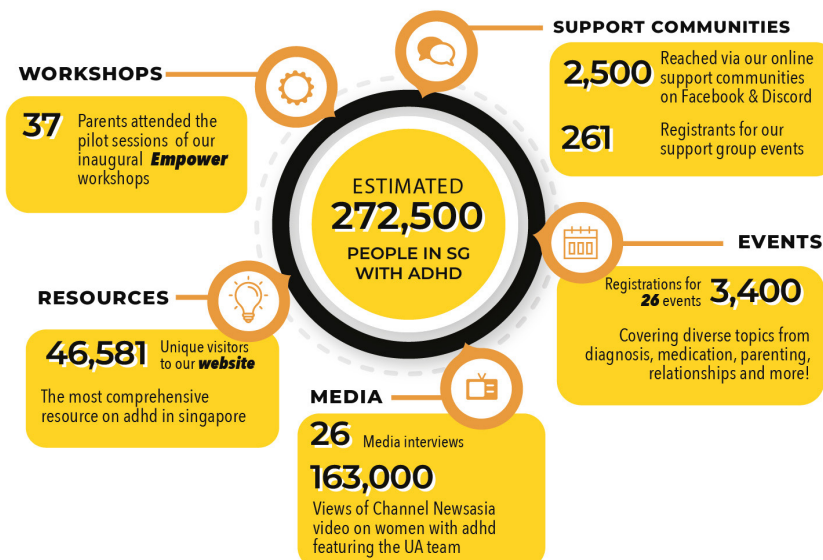 WORKSHOPS
37
Parents attended the
pilot sessions of our
inaugural Empower
workshops
SUPPORT COMMUNITIES
2,500
Reached via our online
support communities
on Facebook & Discord
261
Registrants for our
support group events
ESTIMATED
272,500
PEOPLE IN SG
WITH ADHD
EVENTS
Registrations for
26 events
3,400
Covering diverse topics from
diagnosis, medication, parenting,
relationships and more!
RESOURCES
46,581
Unique visitors
to our website
The most comprehensive
resource on adhd in singapore
MEDIA
26 Media interviews
163,000
Views of Channel Newsasia
video on women with adhd
featuring the UA team